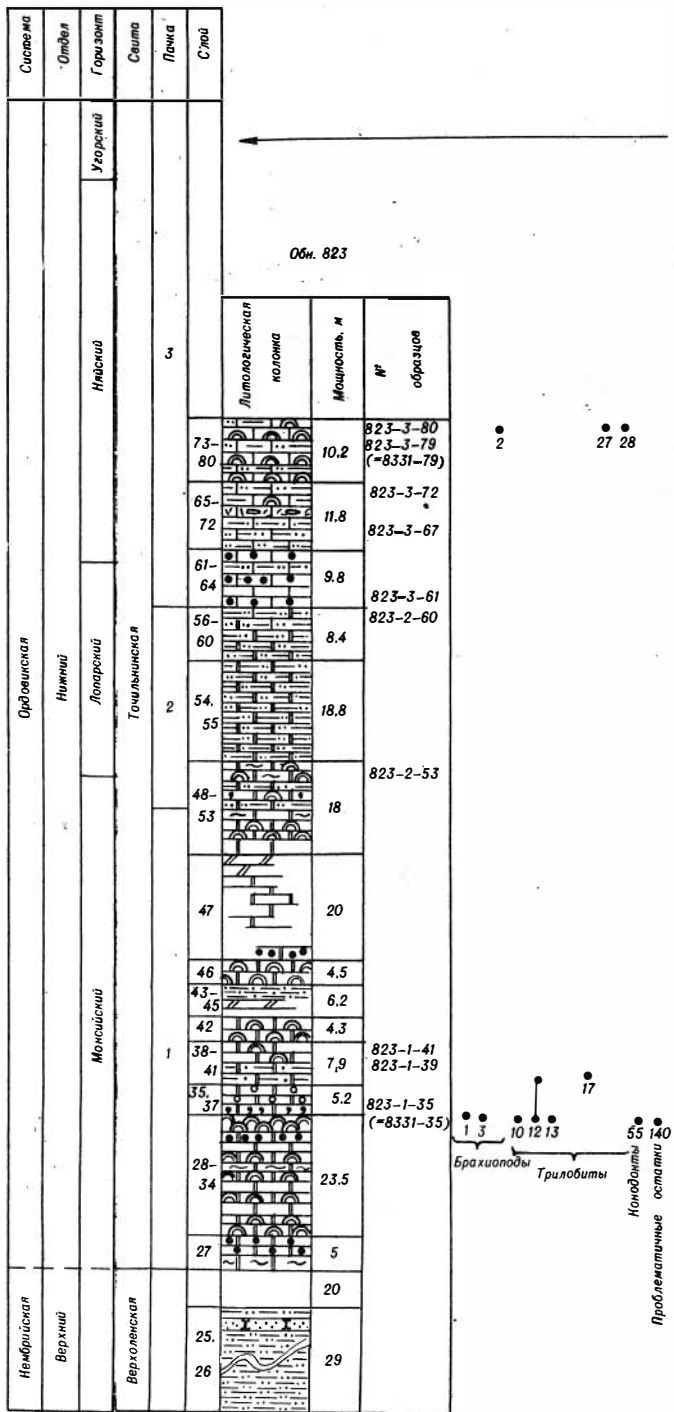 Система
Отдел
Горизонт
Свита
Пачка
Слой
Ордовикская
Нижний
Угорский
Няйский
Лопарский
Мансийский
Точильнинская
3
2
1
Кембрийская
Верхний
Верхоленская
Обн. 823
Литологическая
колонка
Мощность, м
№
образцов
73–
80
10.2
823–3–80
823–3–79
(=8331–79)
65–
72
11.8
823–3–72
823–3–67
61–
64
9.8
823–3–61
56–
60
8.4
823–2–60
54.
55
18,8
48–
53
18
823–2–53
47
20
46
4.5
43–
45
6.2
42
4.3
38–
41
7,9
823–1–41
823–1–39
35.
37
5.2
823–1–35
(=8331–35)
28–
34
23.5
27
5
20
25.
26
29
2
27 28
17
1 3 10 12 13 55 140
Брахиоподы
Трилобиты
Конодонты
Проблематичные остатки